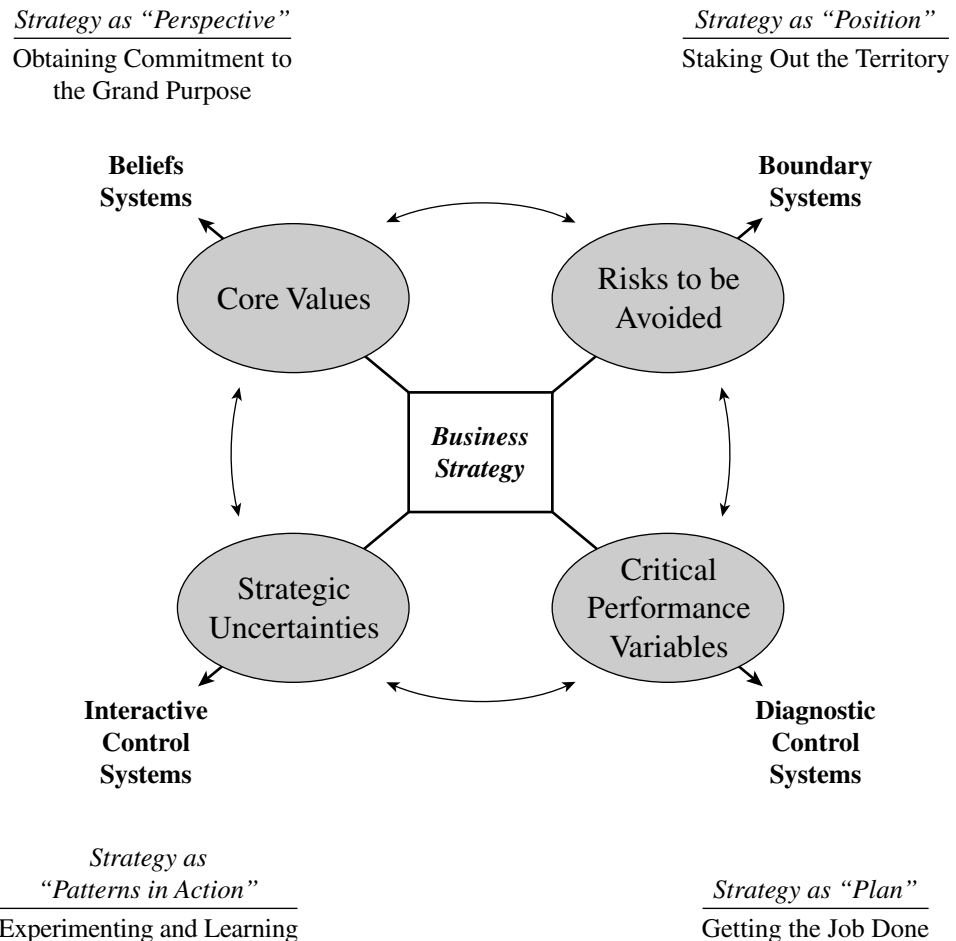 Strategy as “Perspective”
Obtaining Commitment to
the Grand Purpose
Strategy as “Position”
Staking Out the Territory
Beliefs
Systems
Boundary
Systems
Core Values
Risks to be
Avoided
Business
Strategy
Strategic
Uncertainties
Critical
Performance
Variables
Interactive
Control
Systems
Diagnostic
Control
Systems
Strategy as
“Patterns in Action”
Experimenting and Learning
Strategy as “Plan”
Getting the Job Done